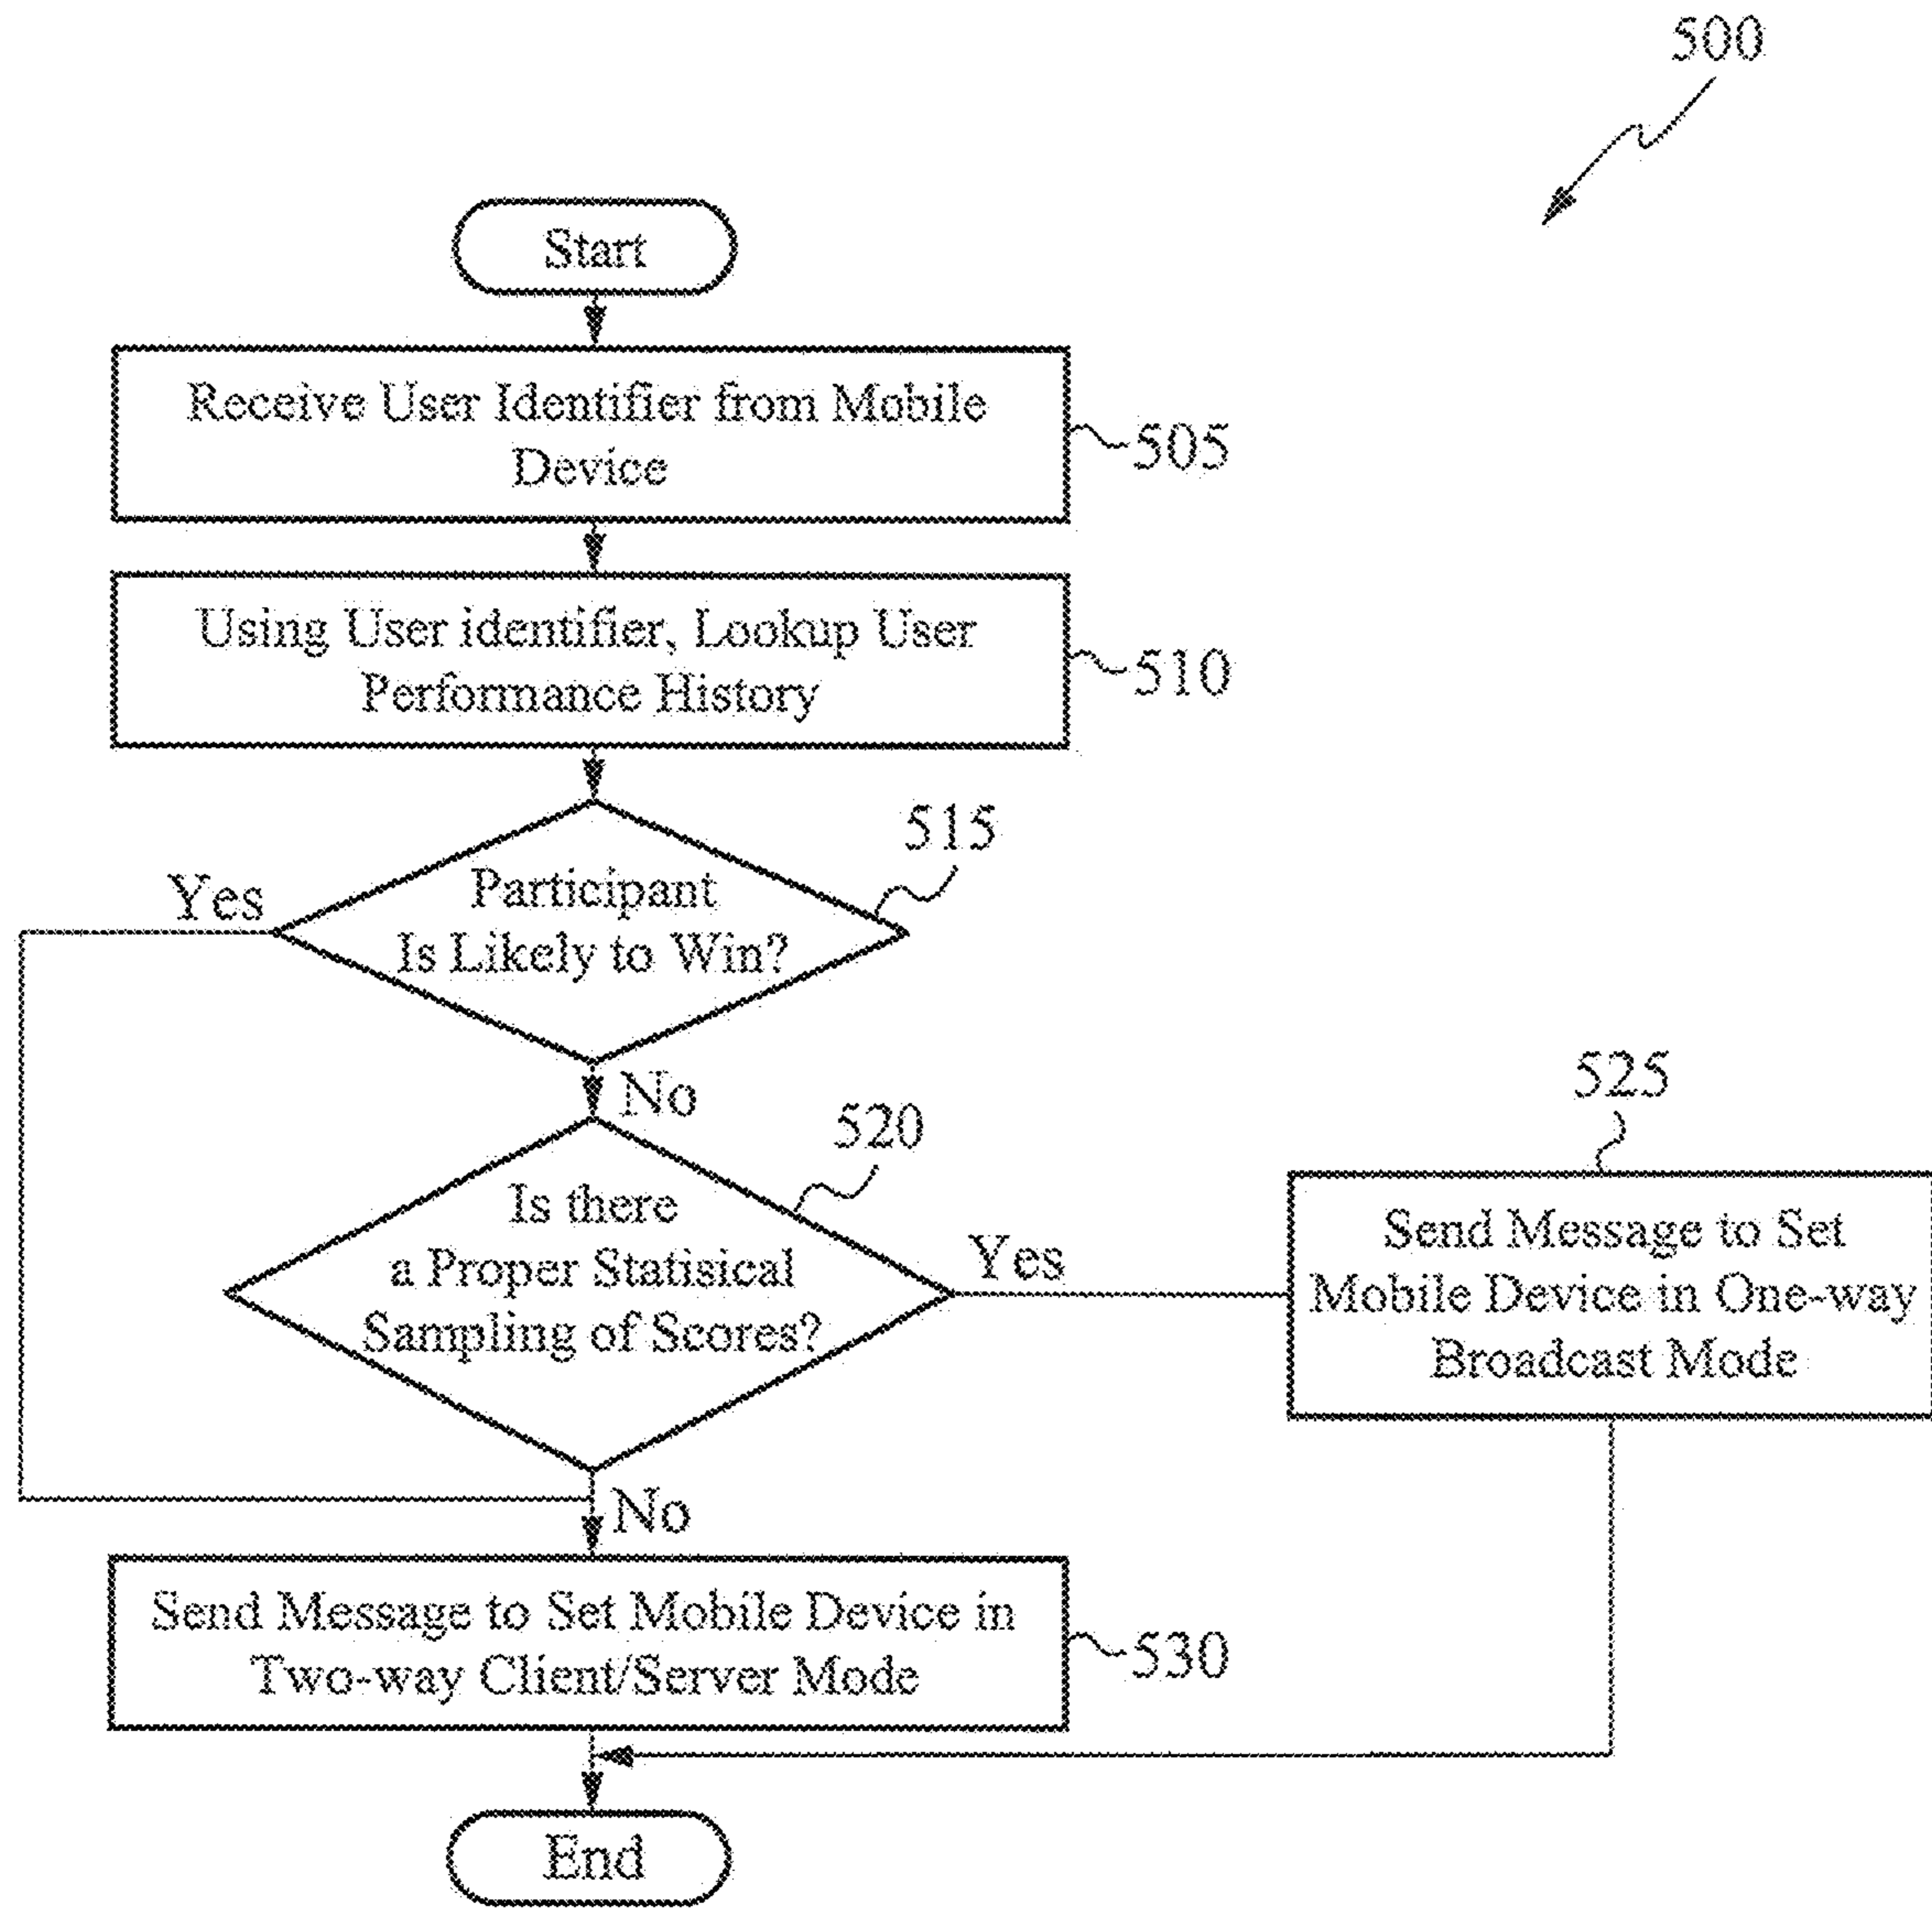 500
Start
Receive User Identifier from Mobile
Device
505
Using User identifier, Lookup User
Performance History
510
515
Participant
Is Likely to Win?
Yes
No
520
Is there
a Proper Statisical
Sampling of Scores?
Yes
525
Send Message to Set
Mobile Device in One-way
Broadcast Mode
No
Send Message to Set Mobile Device in
Two-way Client/Server Mode
530
End